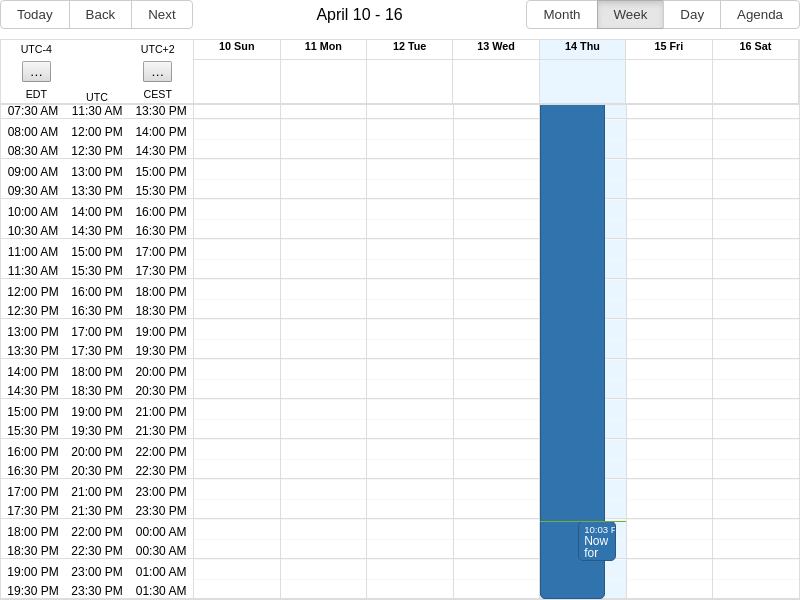 Today Back Next
April 10 - 16
Month Week Day Agenda
UTC-4 UTC+2
... ...
EDT UTC CEST
10 Sun 11 Mon 12 Tue 13 Wed 14 Thu 15 Fri 16 Sat
07:30 AM 11:30 AM 13:30 PM
08:00 AM 12:00 PM 14:00 PM
08:30 AM 12:30 PM 14:30 PM
09:00 AM 13:00 PM 15:00 PM
09:30 AM 13:30 PM 15:30 PM
10:00 AM 14:00 PM 16:00 PM
10:30 AM 14:30 PM 16:30 PM
11:00 AM 15:00 PM 17:00 PM
11:30 AM 15:30 PM 17:30 PM
12:00 PM 16:00 PM 18:00 PM
12:30 PM 16:30 PM 18:30 PM
13:00 PM 17:00 PM 19:00 PM
13:30 PM 17:30 PM 19:30 PM
14:00 PM 18:00 PM 20:00 PM
14:30 PM 18:30 PM 20:30 PM
15:00 PM 19:00 PM 21:00 PM
15:30 PM 19:30 PM 21:30 PM
16:00 PM 20:00 PM 22:00 PM
16:30 PM 20:30 PM 22:30 PM
17:00 PM 21:00 PM 23:00 PM
17:30 PM 21:30 PM 23:30 PM
18:00 PM 22:00 PM 00:00 AM
18:30 PM 22:30 PM 00:30 AM
19:00 PM 23:00 PM 01:00 AM
19:30 PM 23:30 PM 01:30 AM
10:03
Now
for